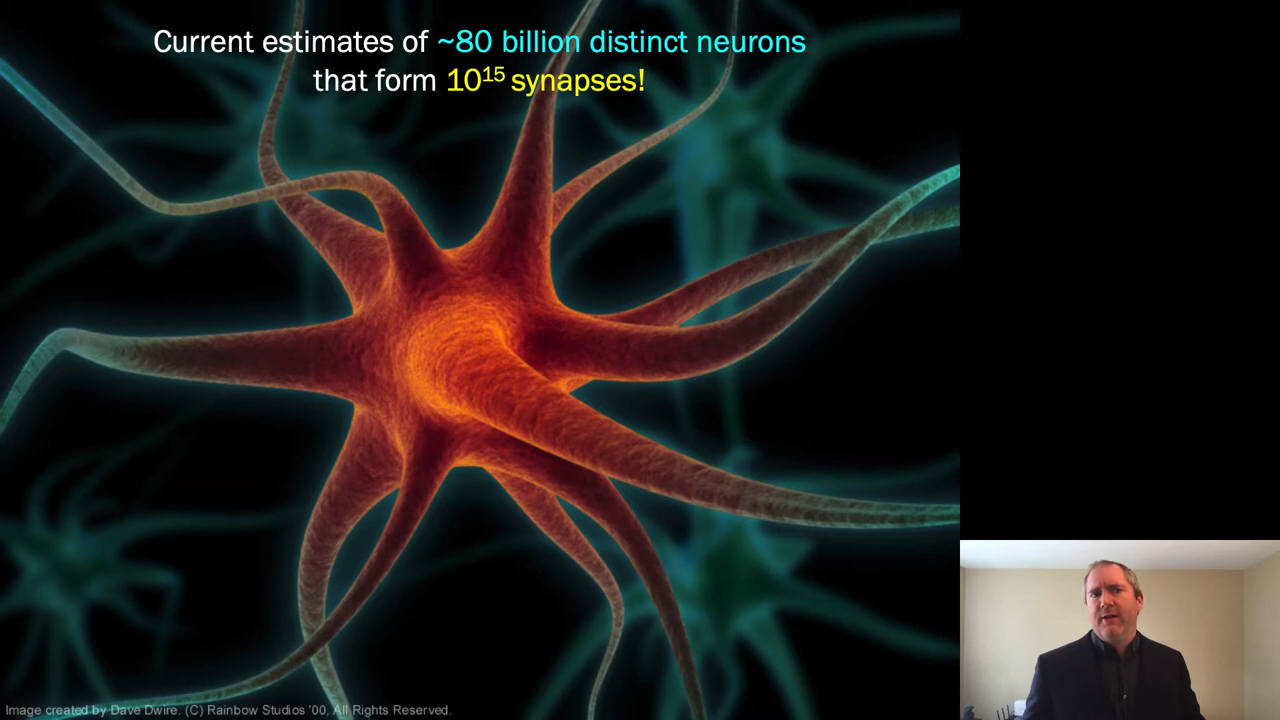 Current estimates of ~80 billion distinct neurons
that form 10¹⁵ synapses!
Image created by Dave Dwire. (C) Rainbow Studios '00, All Rights Reserved.